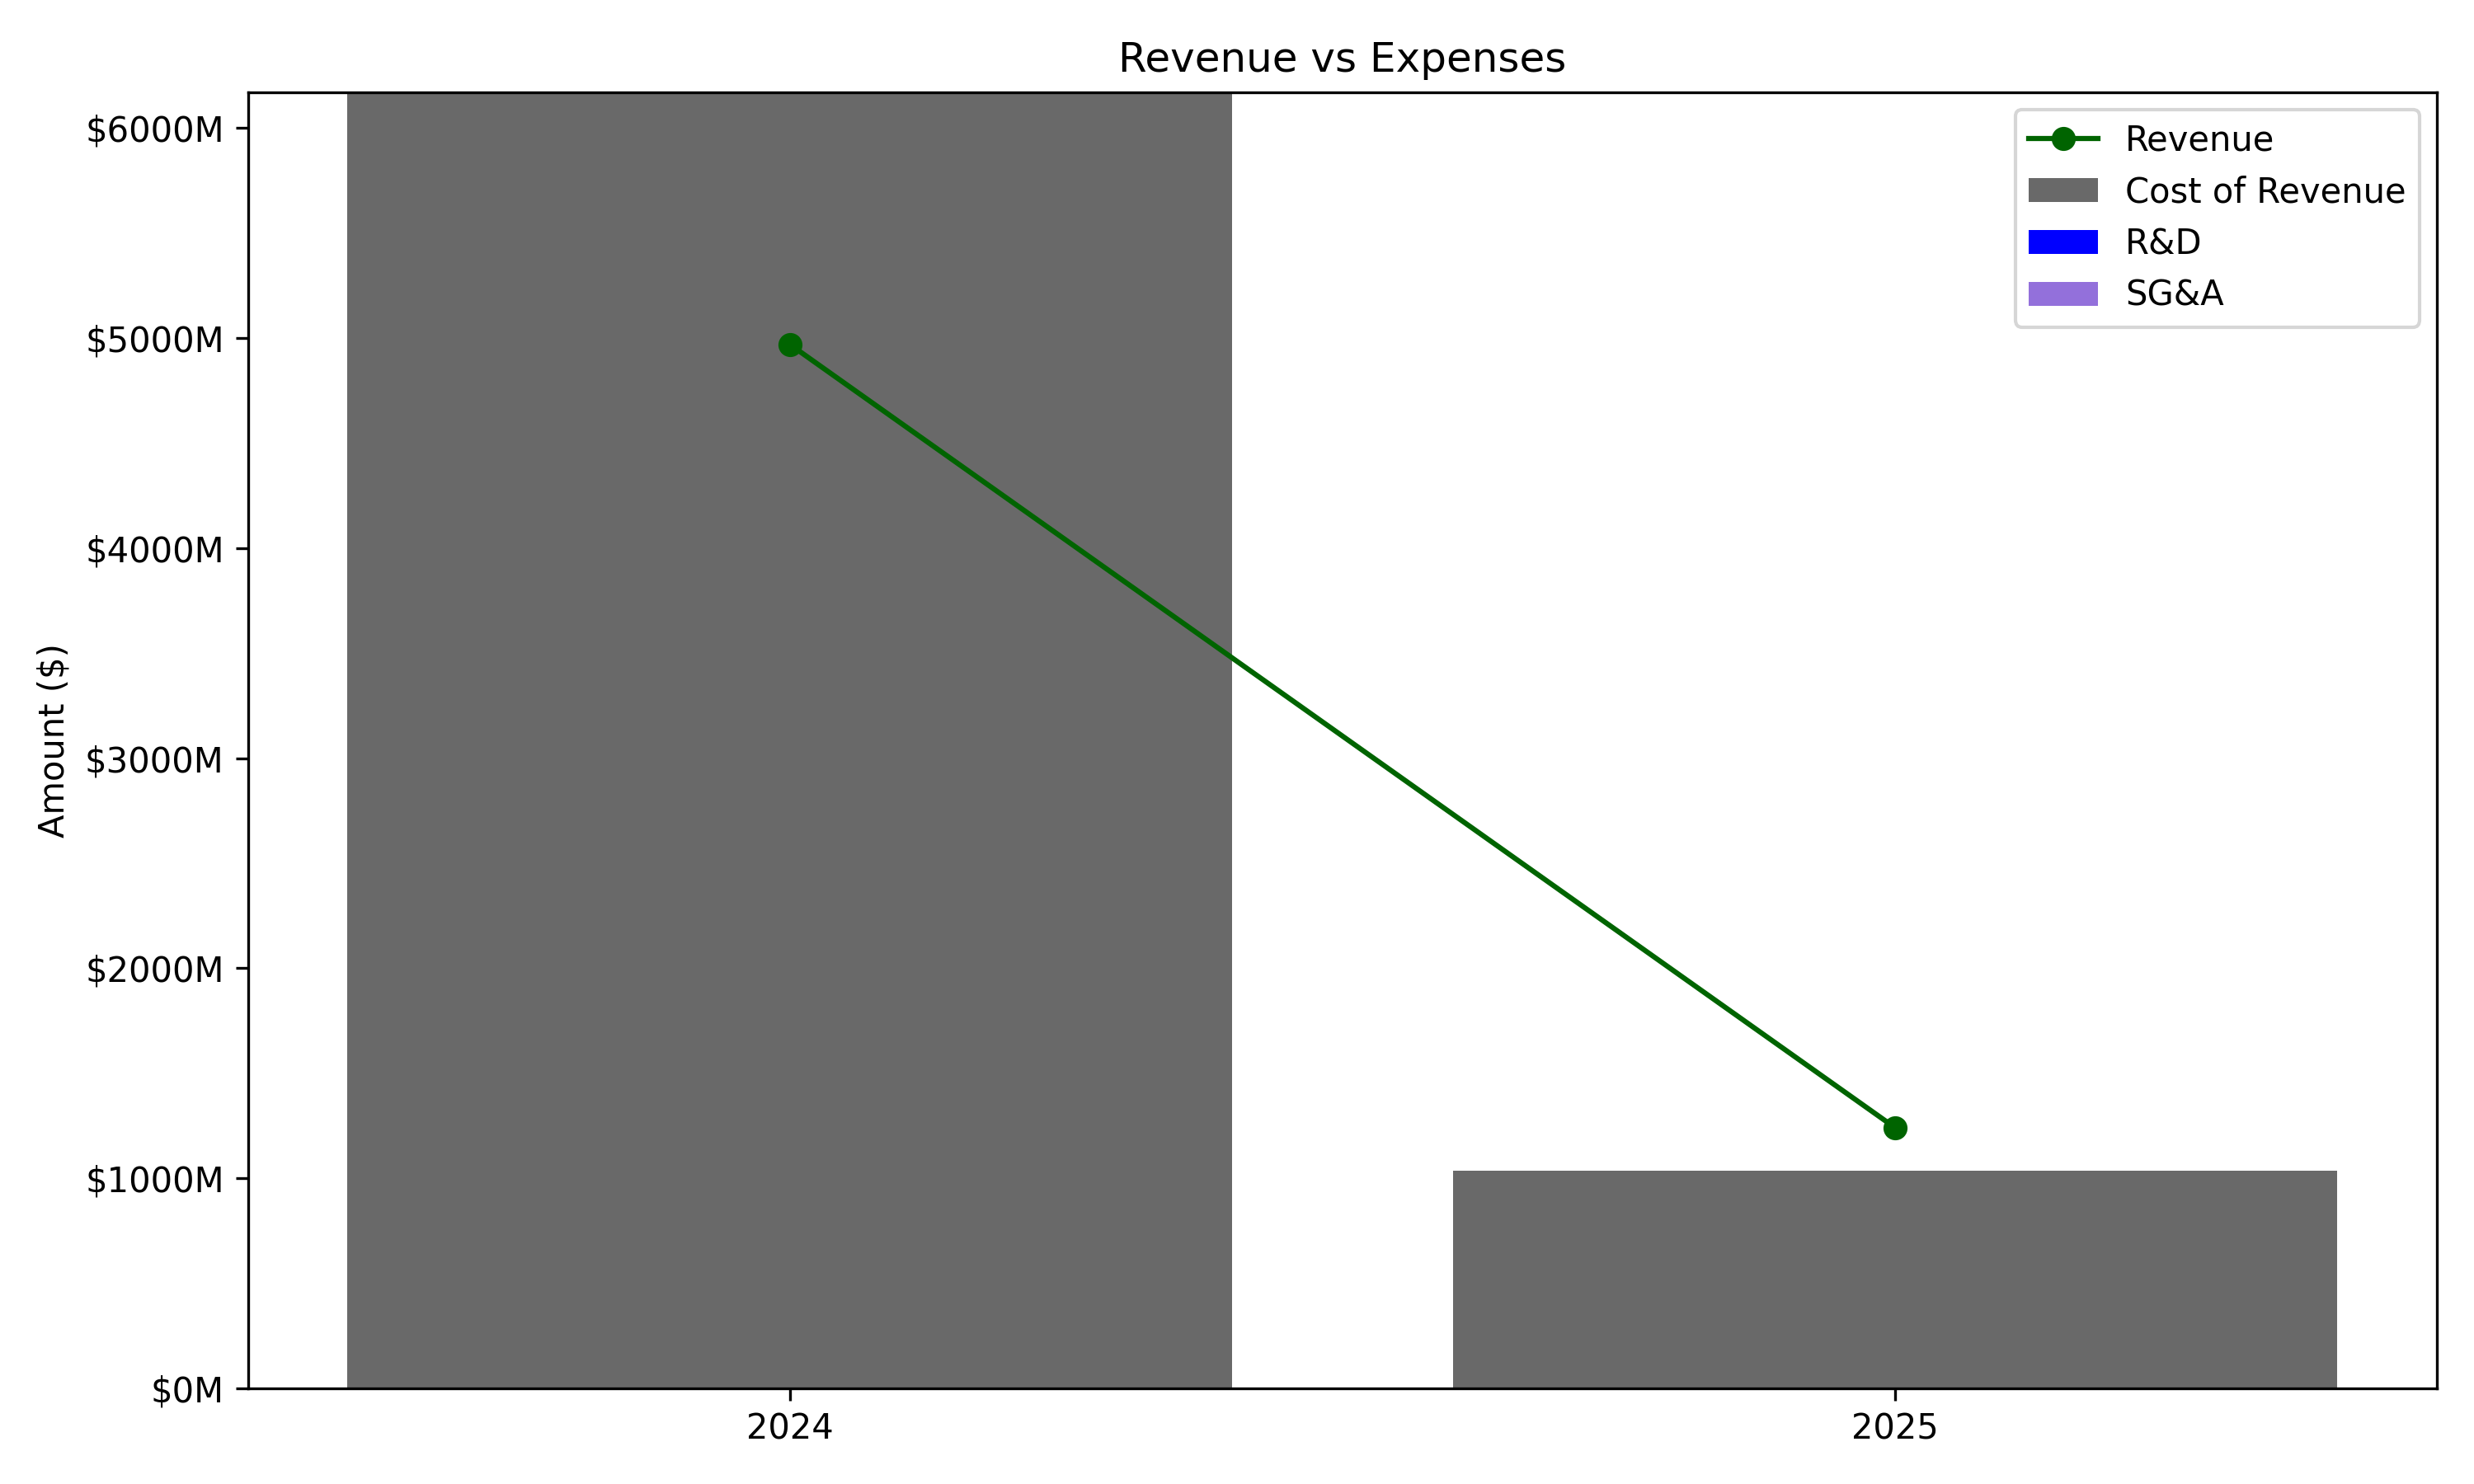 Revenue vs Expenses
$6000M
$5000M
$4000M
$3000M
$2000M
$1000M
$0M
Amount ($)
2024
2025
Revenue
Cost of Revenue
R&D
SG&A